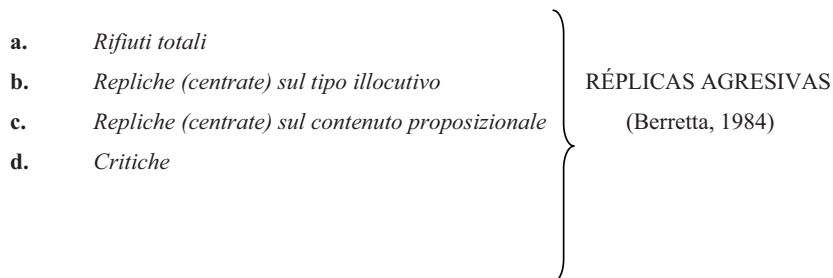 a. Rifiuti totali
b. Repliche (centrate) sul tipo illocutivo RÉPLICAS AGRESIVAS
c. Repliche (centrate) sul contenuto proposizionale (Berretta, 1984)
d. Critiche